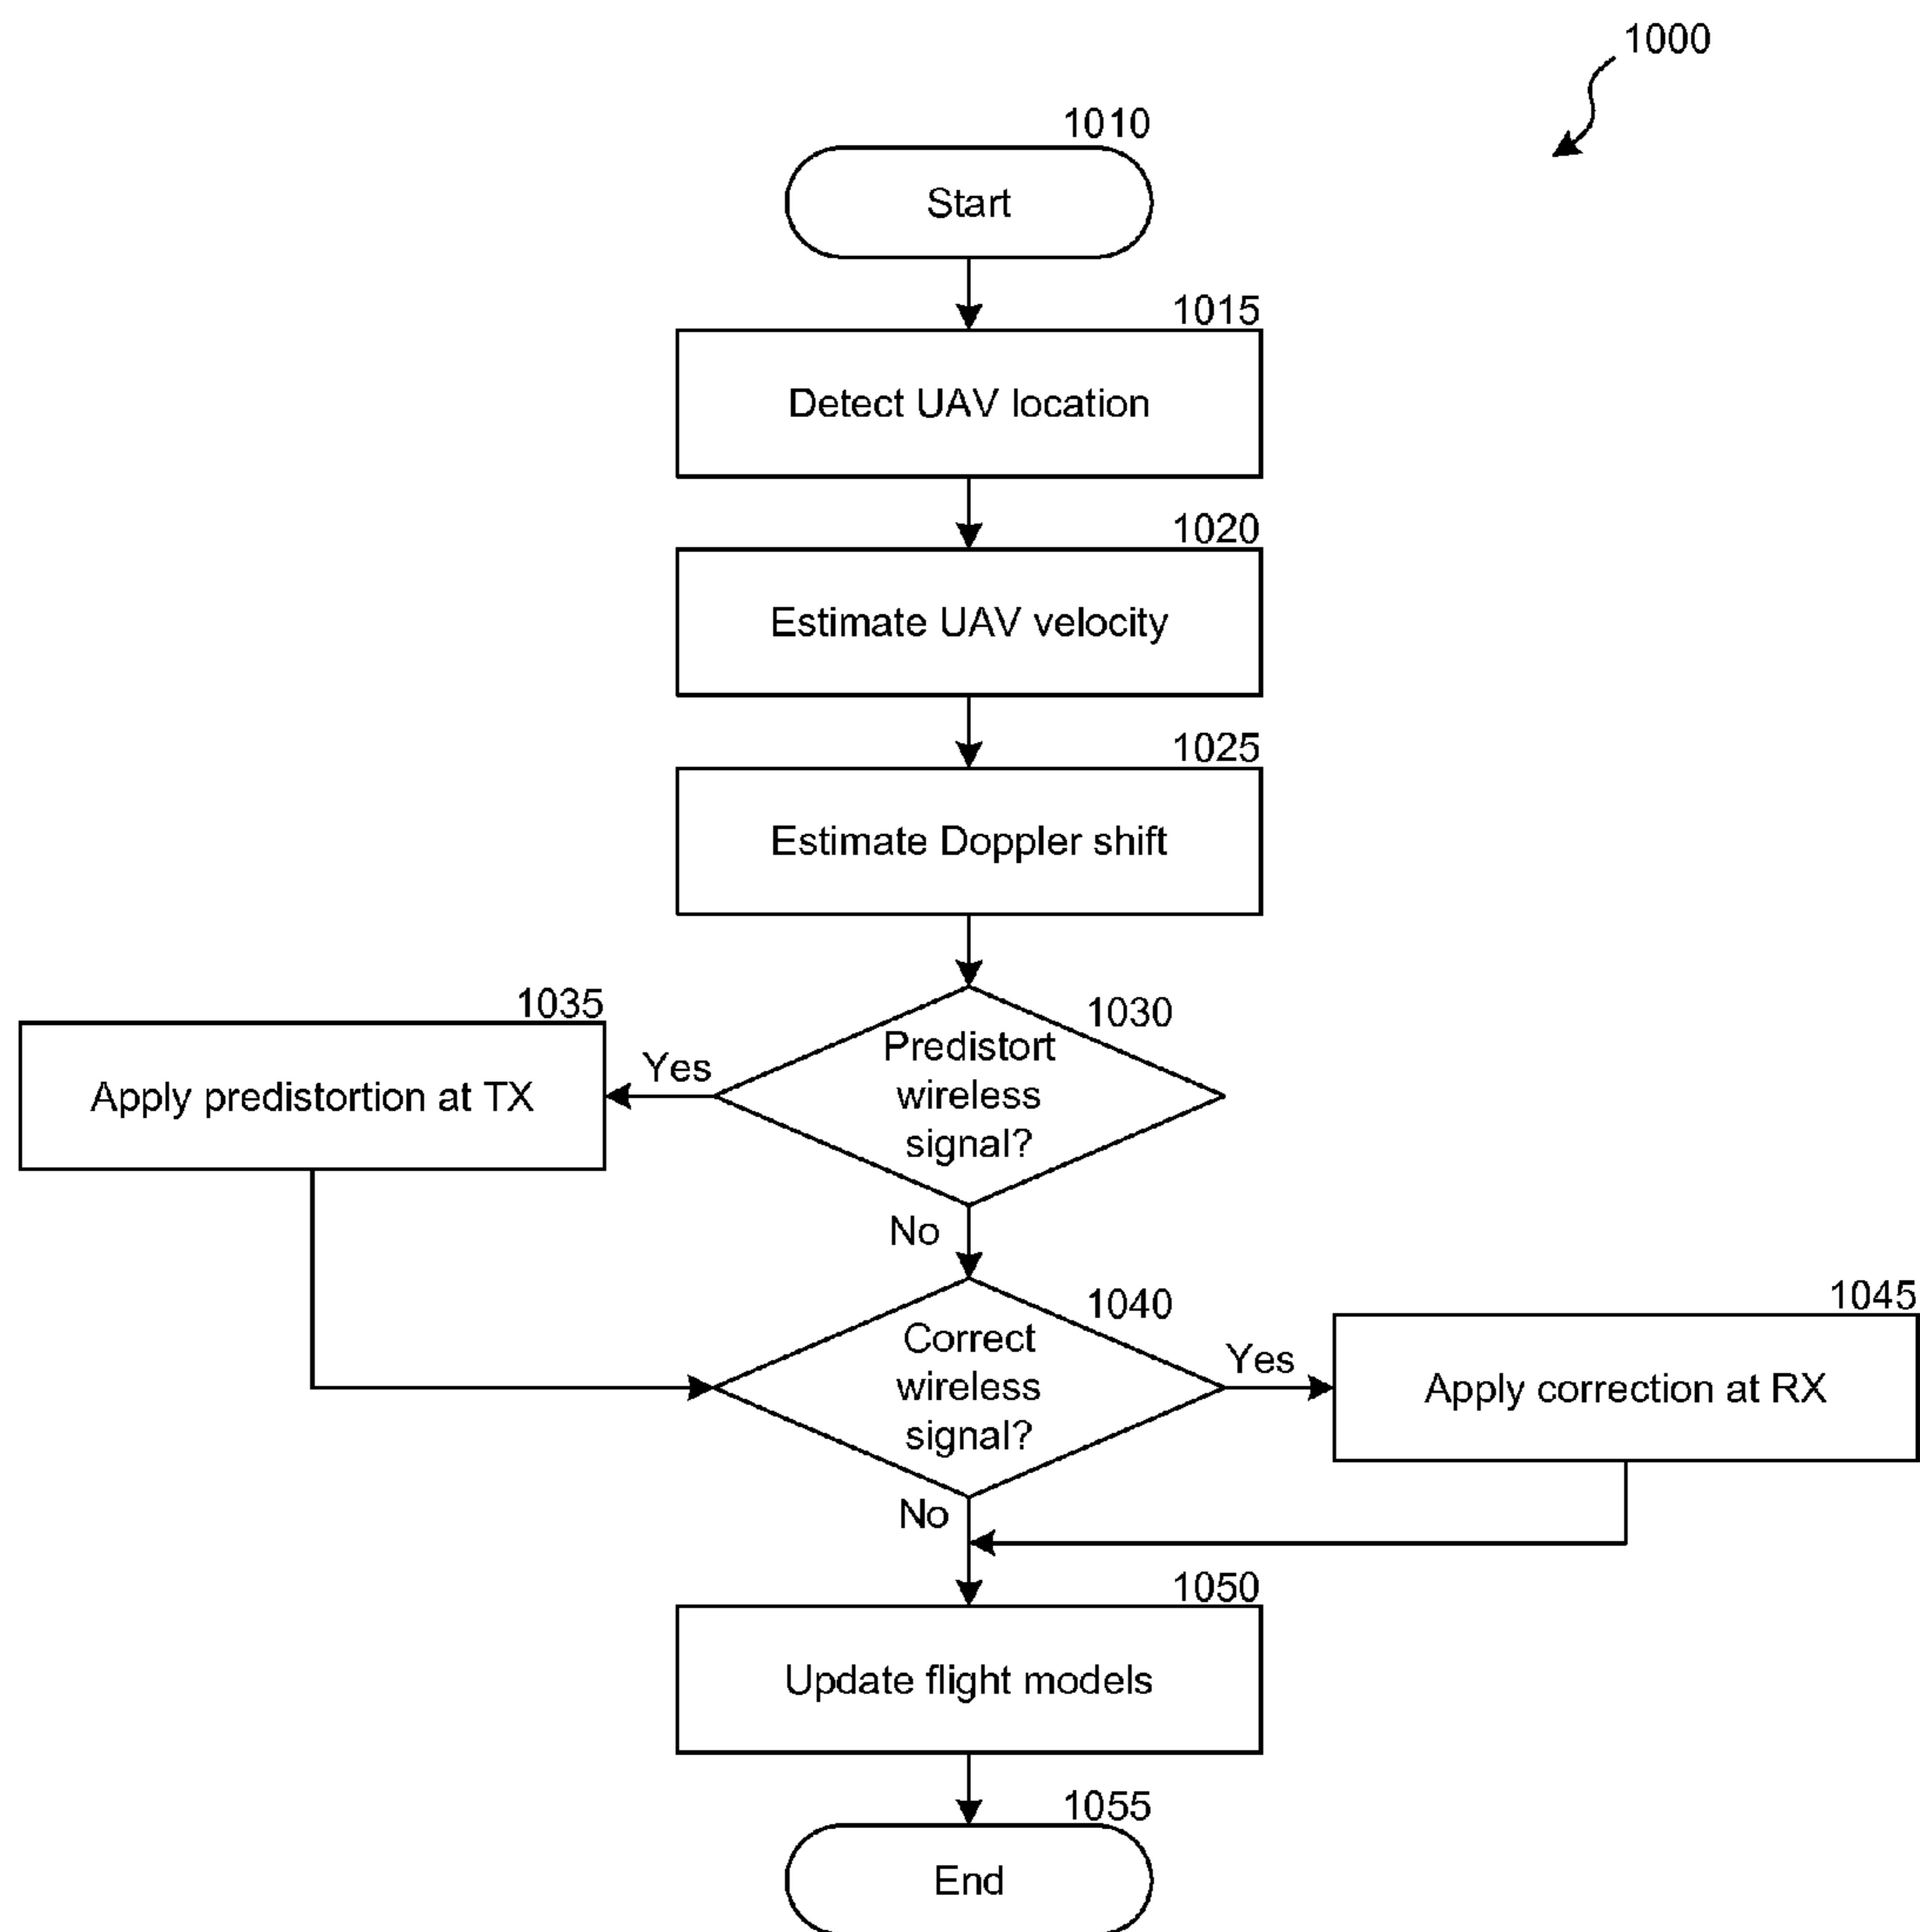 1000
1010
Start
1015
Detect UAV location
1020
Estimate UAV velocity
1025
Estimate Doppler shift
1030
Predistort
wireless
signal?
Yes
1035
Apply predistortion at TX
No
1040
Correct
wireless
signal?
Yes
1045
Apply correction at RX
No
1050
Update flight models
1055
End